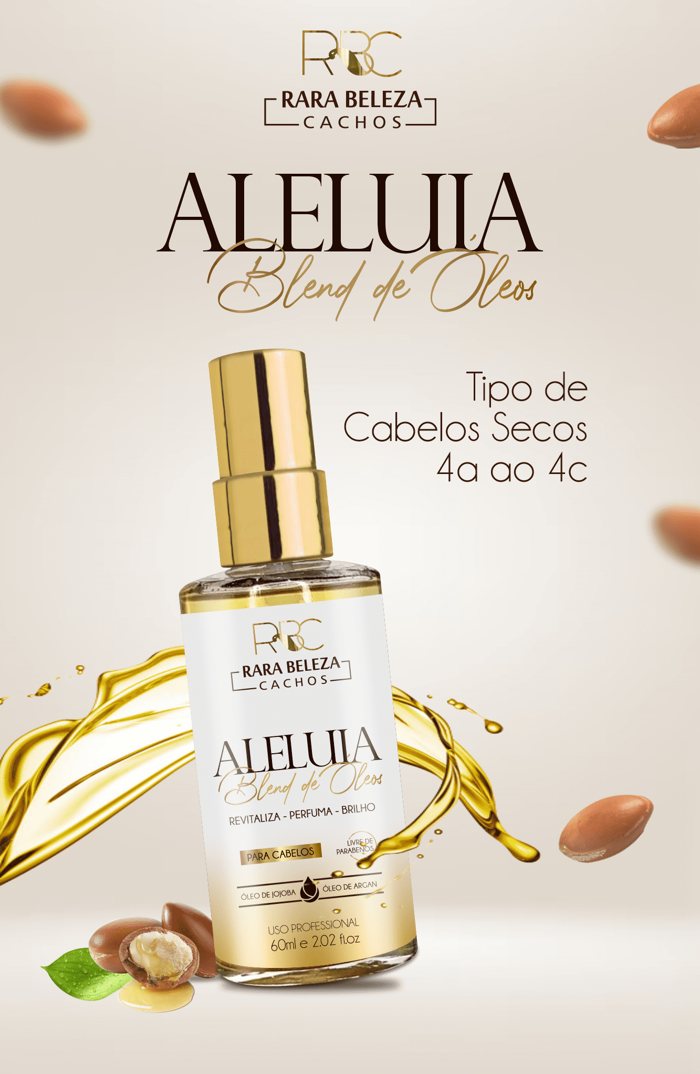 RBC
RARA BELEZA
CACHOS
ALELUIA
Blend de Óleos
Tipo de
Cabelos Secos
4a ao 4c
RBC
RARA BELEZA
CACHOS
ALELUIA
Blend de Óleos
REVITALIZA - PERFUMA - BRILHO
PARA CABELOS
LIVRE DE
PARABENOS
ÓLEO DE JOJOBA
ÓLEO DE ARGAN
USO PROFESSIONAL
60ml e 2.02 fl.oz